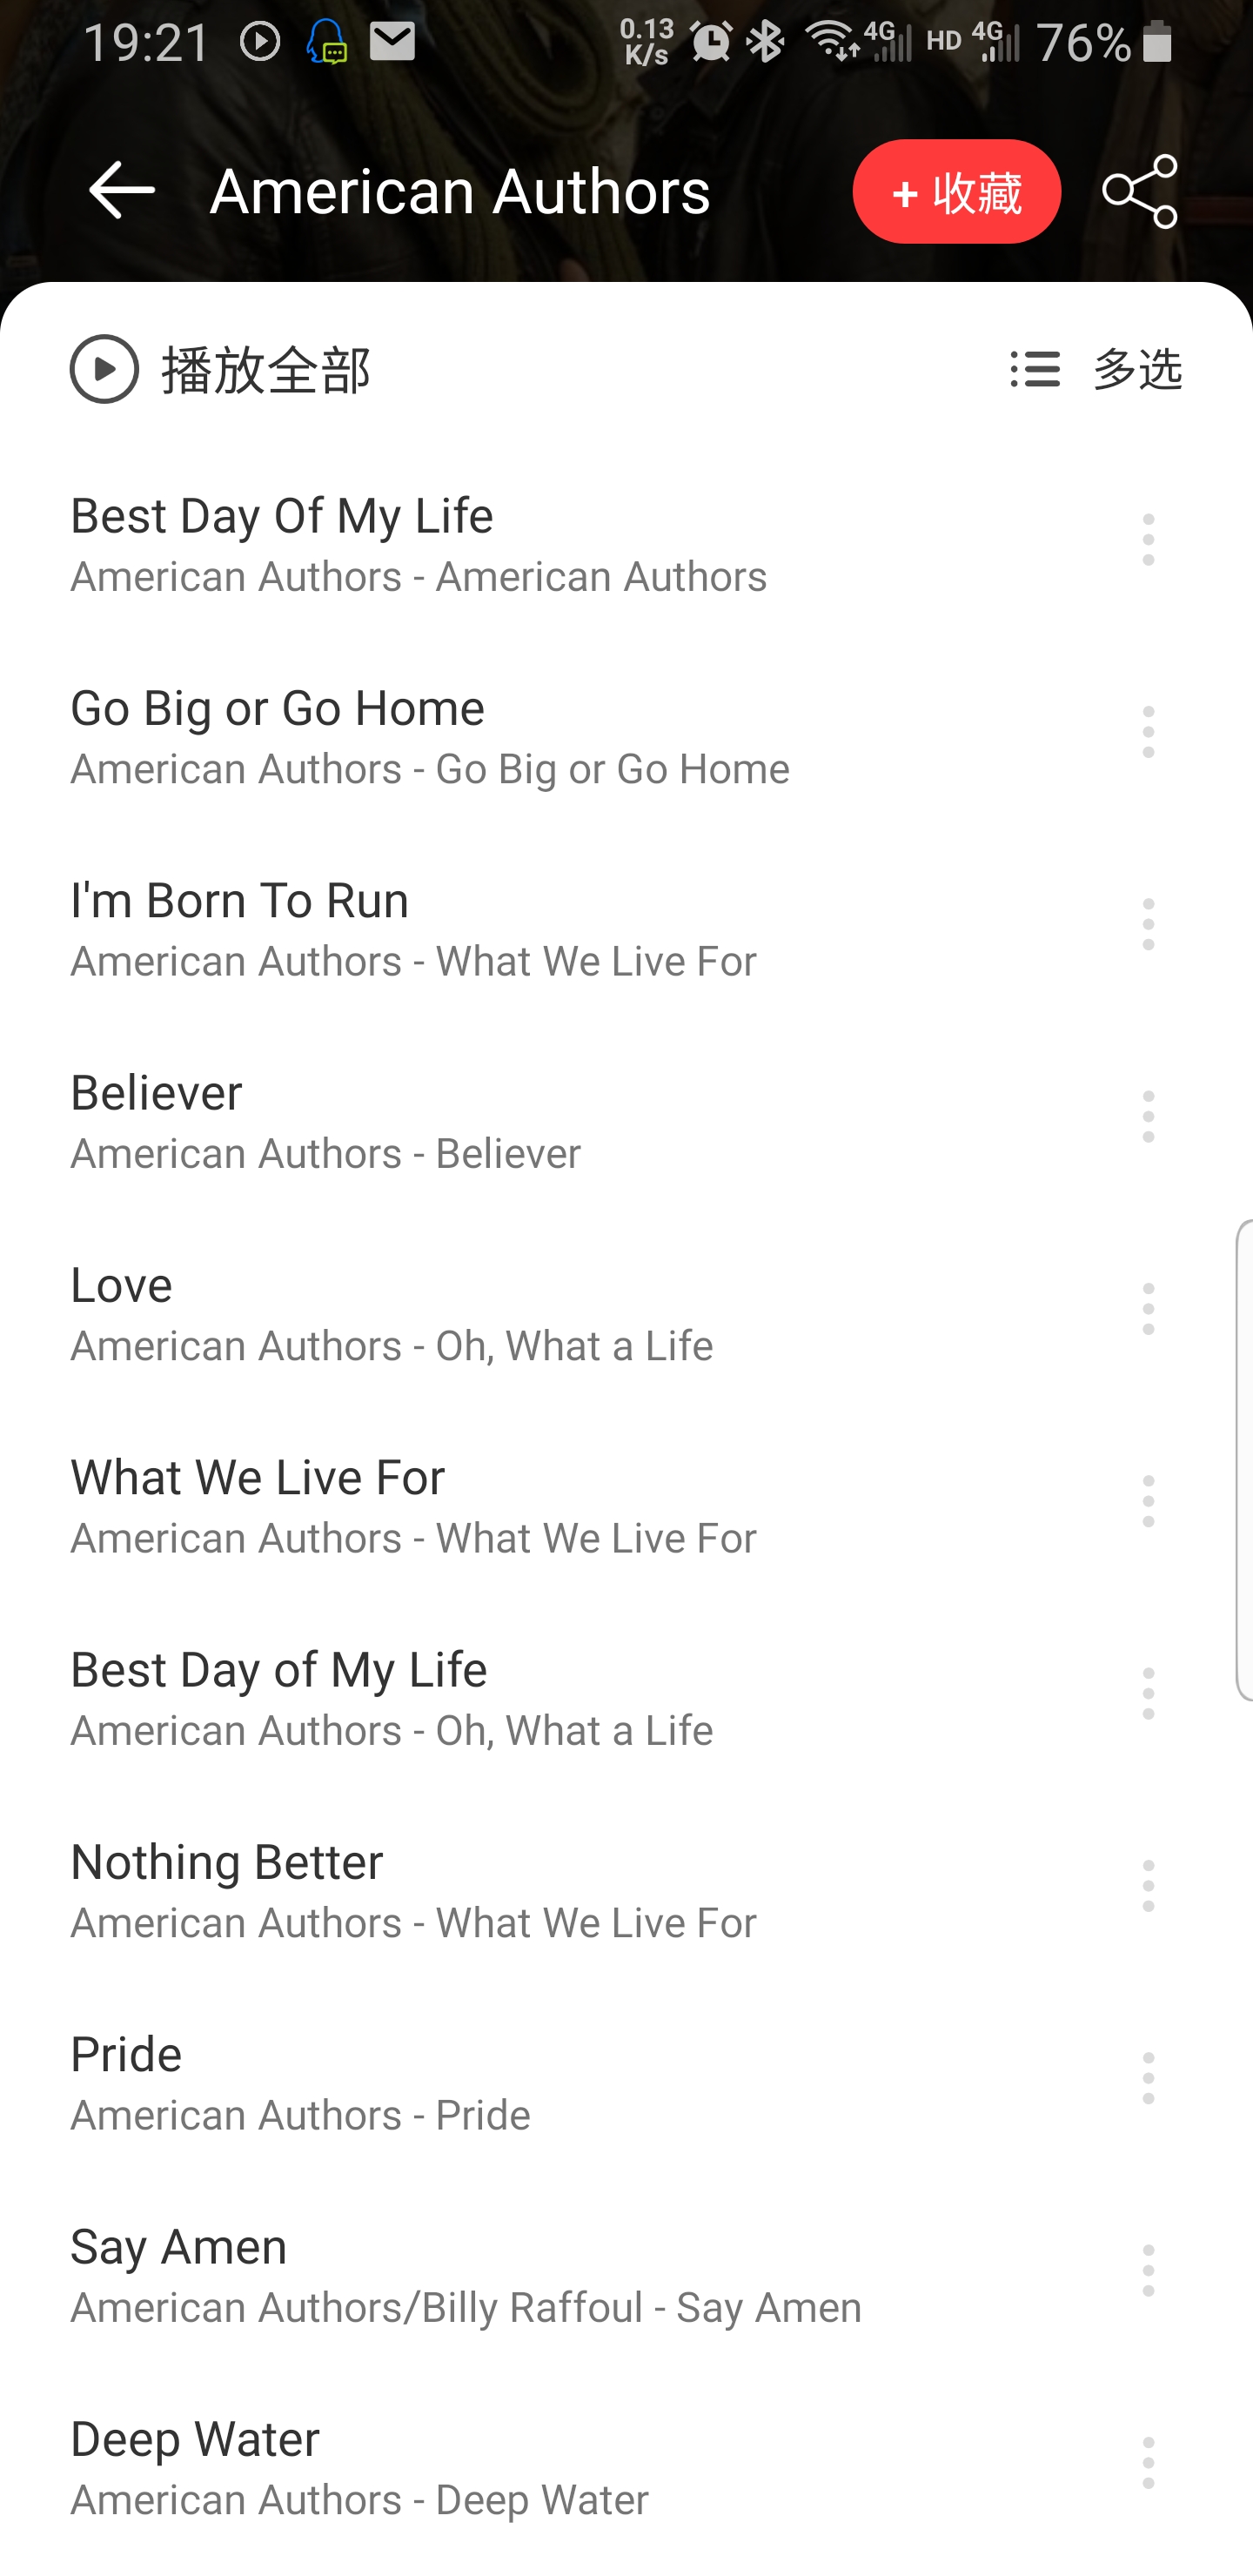 19:21 0.13 K/s 4G HD 4G 76%
American Authors + 收藏
播放全部 多选
Best Day Of My Life
American Authors - American Authors
Go Big or Go Home
American Authors - Go Big or Go Home
I'm Born To Run
American Authors - What We Live For
Believer
American Authors - Believer
Love
American Authors - Oh, What a Life
What We Live For
American Authors - What We Live For
Best Day of My Life
American Authors - Oh, What a Life
Nothing Better
American Authors - What We Live For
Pride
American Authors - Pride
Say Amen
American Authors/Billy Raffoul - Say Amen
Deep Water
American Authors - Deep Water